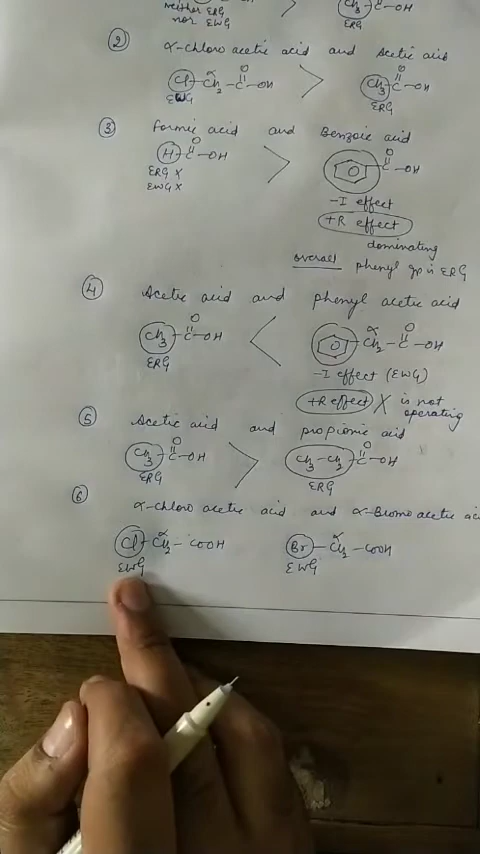 neither ERG
nor EWG
>
CH3-C-OH
ERG
② α-chloro acetic acid and Acetic acid
O O
Cl-CH2-C-OH > CH3-C-OH
α
EWG ERG
③ Formic acid and Benzoic acid
O O
H-C-OH > C-OH
ERG X
EWG X
-I effect
+R effect
dominating
overall phenyl gp is ERG
④ Acetic acid and phenyl acetic acid
O α O
CH3-C-OH < CH2-C-OH
ERG
-I effect (EWG)
+R effect X is not
operating
⑤ Acetic acid and propionic acid
O O
CH3-C-OH > CH3-CH2-C-OH
ERG ERG
⑥ α-chloro acetic acid and α-Bromo acetic aci
α α
Cl-CH2-COOH Br-CH2-COOH
EWG EWG